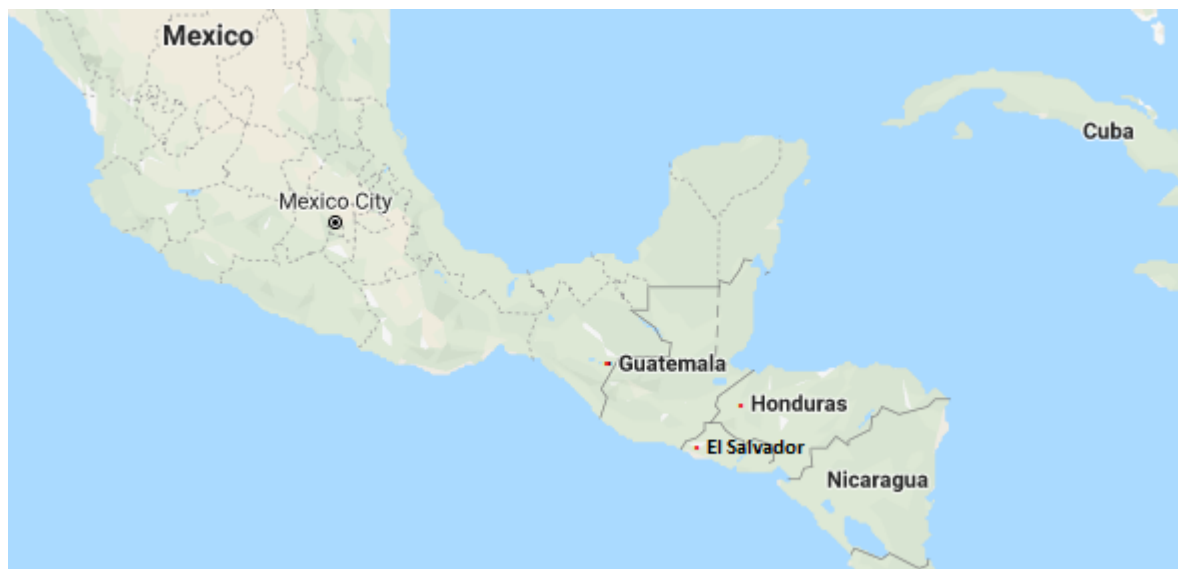 Mexico
Cuba
Mexico City
Guatemala
Honduras
El Salvador
Nicaragua